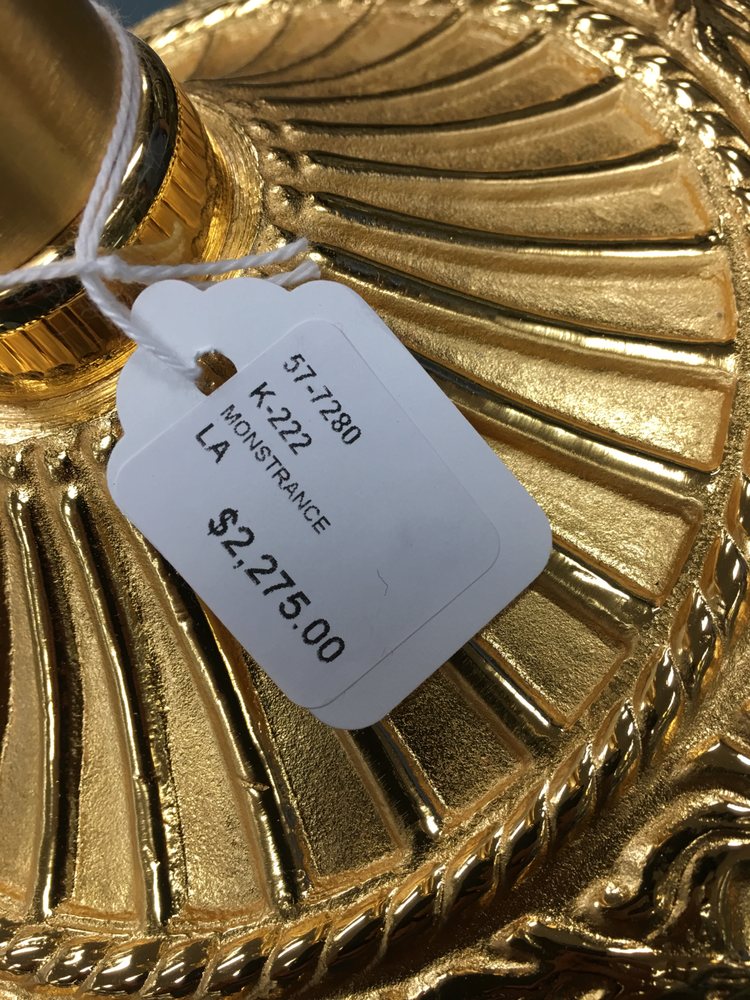 57-7280
K-222
MONSTRANCE
LA
$2,275.00